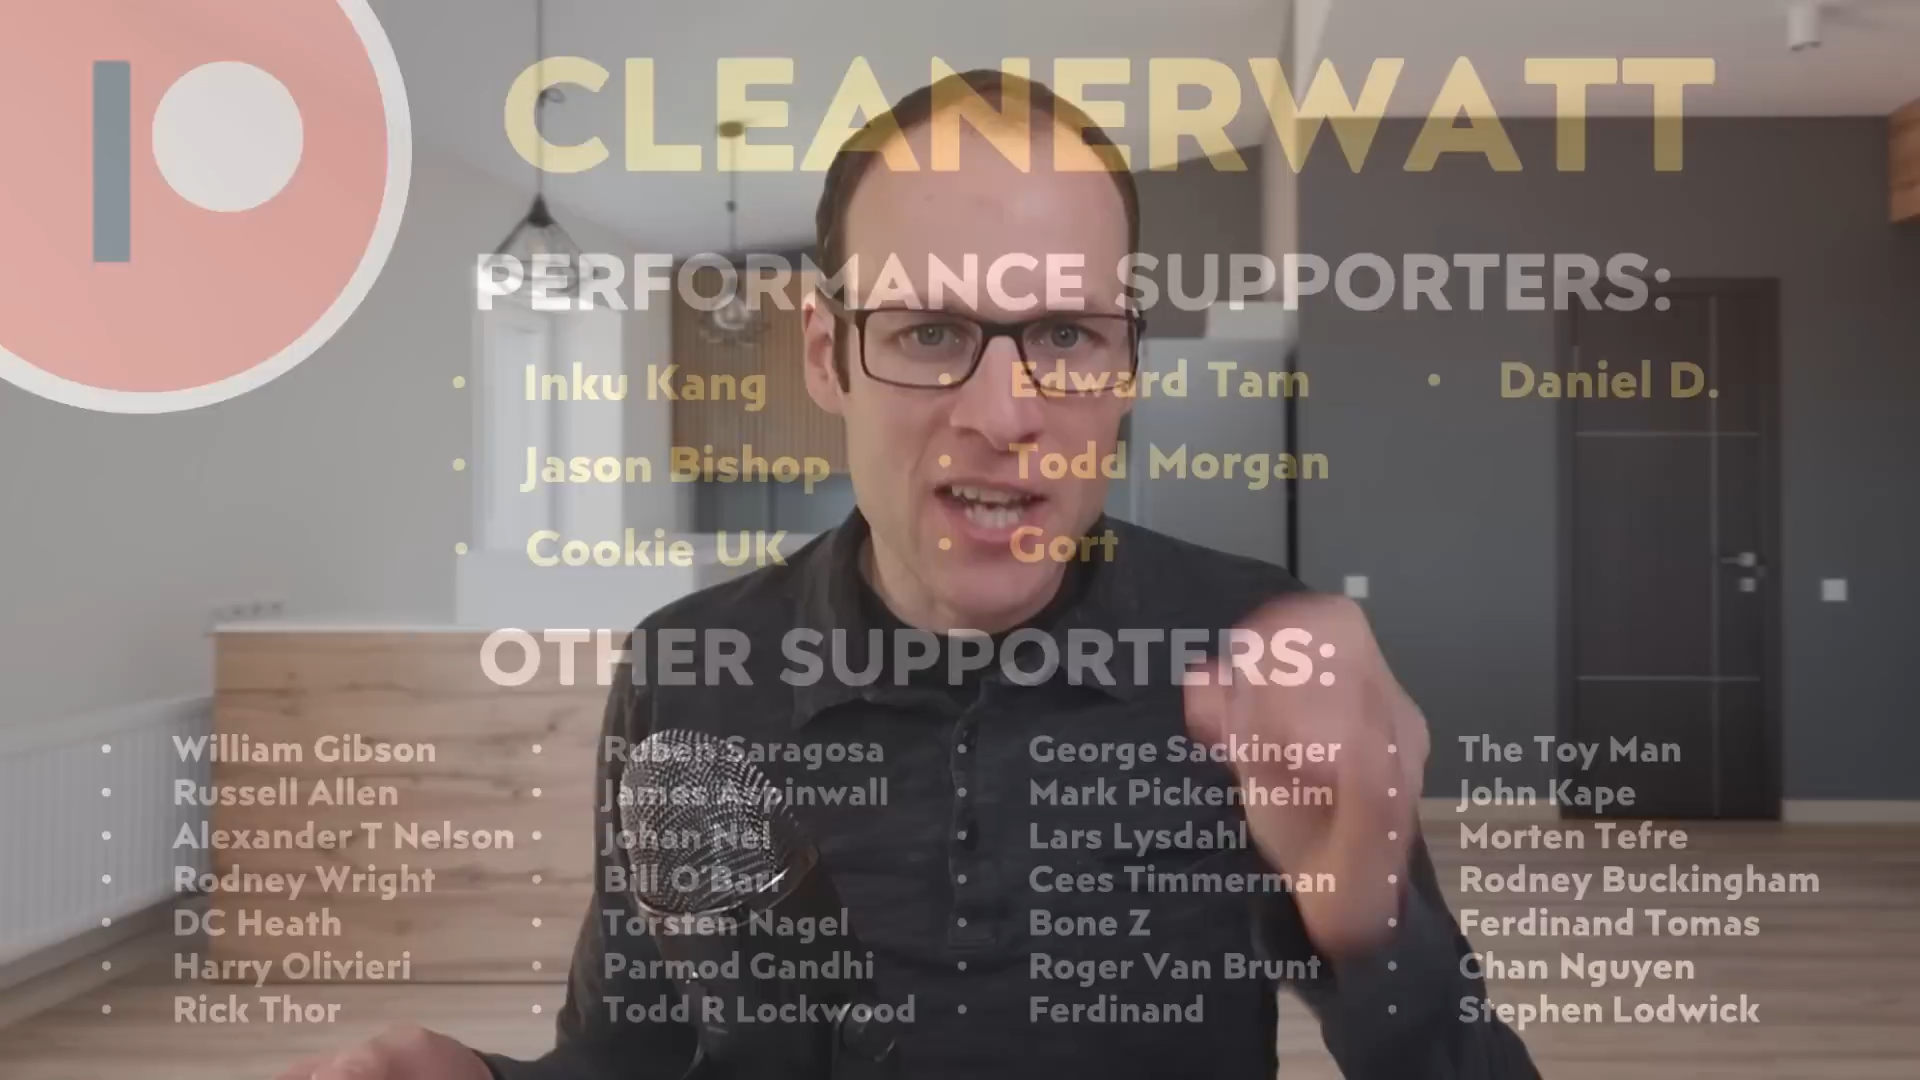 CLEANERWATT
PERFORMANCE SUPPORTERS:
• Inku Kang • Edward Tam • Daniel D.
• Jason Bishop • Todd Morgan
• Cookie UK • Gort
OTHER SUPPORTERS:
• William Gibson • Ruben Saragosa • George Sackinger • The Toy Man
• Russell Allen • James Aspinwall • Mark Pickenheim • John Kape
• Alexander T Nelson • Johan Nel • Lars Lysdahl • Morten Tefre
• Rodney Wright • Bill O'Barr • Cees Timmerman • Rodney Buckingham
• DC Heath • Torsten Nagel • Bone Z • Ferdinand Tomas
• Harry Olivieri • Parmod Gandhi • Roger Van Brunt • Chan Nguyen
• Rick Thor • Todd R Lockwood • Ferdinand • Stephen Lodwick